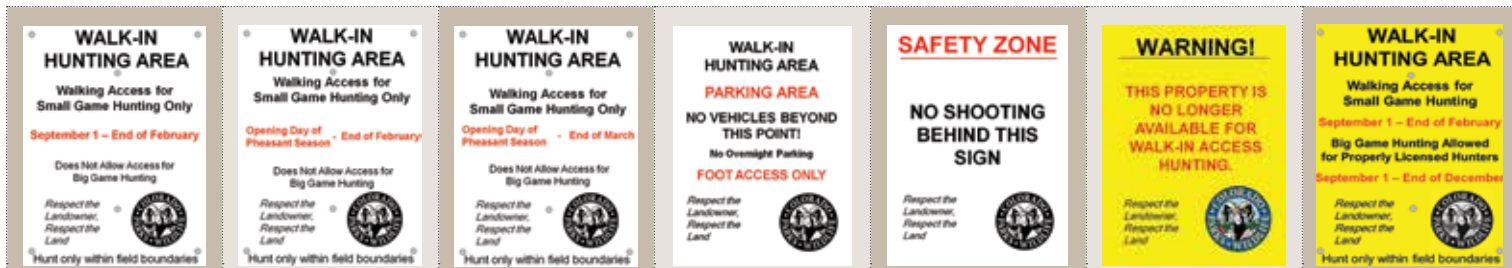 WALK-IN
HUNTING AREA
Walking Access for
Small Game Hunting Only
September 1 – End of February
Does Not Allow Access for
Big Game Hunting
Respect the
Landowner,
Respect the
Land
Hunt only within field boundaries
WALK-IN
HUNTING AREA
Walking Access for
Small Game Hunting Only
Opening Day of
Pheasant Season - End of February
Does Not Allow Access for
Big Game Hunting
Respect the
Landowner,
Respect the
Land
Hunt only within field boundaries
WALK-IN
HUNTING AREA
Walking Access for
Small Game Hunting Only
Opening Day of
Pheasant Season - End of March
Does Not Allow Access for
Big Game Hunting
Respect the
Landowner,
Respect the
Land
Hunt only within field boundaries
WALK-IN
HUNTING AREA
PARKING AREA
NO VEHICLES BEYOND
THIS POINT!
No Overnight Parking
FOOT ACCESS ONLY
Respect the
Landowner,
Respect the
Land
SAFETY ZONE
NO SHOOTING
BEHIND THIS
SIGN
Respect the
Landowner,
Respect the
Land
WARNING!
THIS PROPERTY IS
NO LONGER
AVAILABLE FOR
WALK-IN ACCESS
HUNTING.
Respect the
Landowner,
Respect the
Land
WALK-IN
HUNTING AREA
Walking Access for
Small Game Hunting
September 1 – End of February
Big Game Hunting Allowed
for Properly Licensed Hunters
September 1 – End of December
Respect the
Landowner,
Respect the
Land
Hunt only within field boundaries